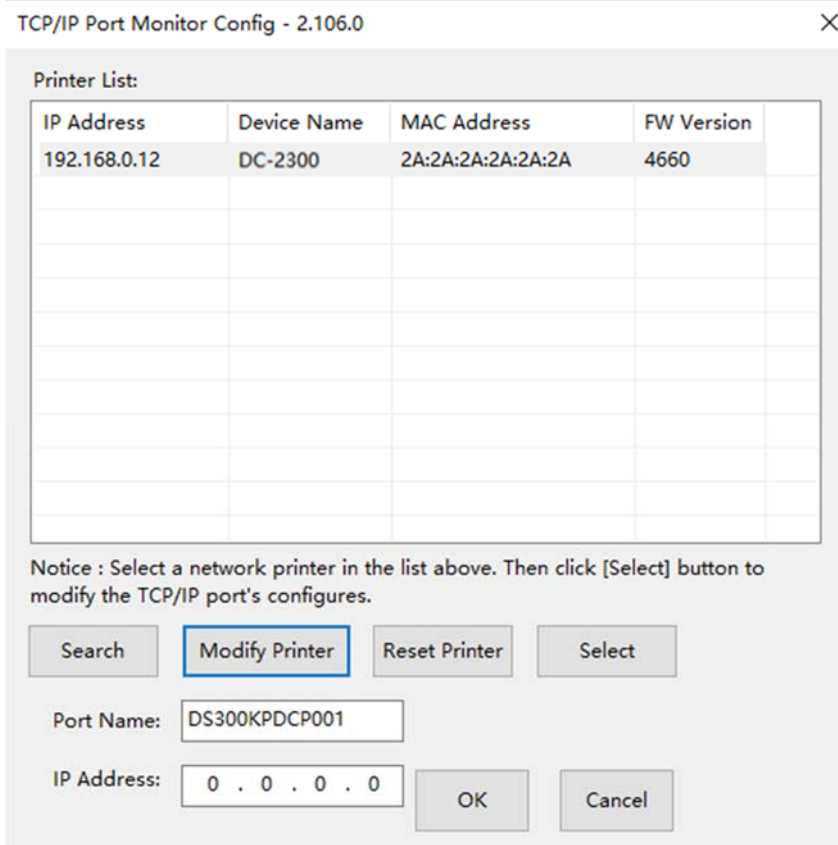 TCP/IP Port Monitor Config - 2.106.0
Printer List:
IP Address Device Name MAC Address FW Version
192.168.0.12 DC-2300 2A:2A:2A:2A:2A:2A 4660
Notice : Select a network printer in the list above. Then click [Select] button to
modify the TCP/IP port's configures.
Search Modify Printer Reset Printer Select
Port Name: DS300KPDCP001
IP Address: 0 . 0 . 0 . 0
OK Cancel